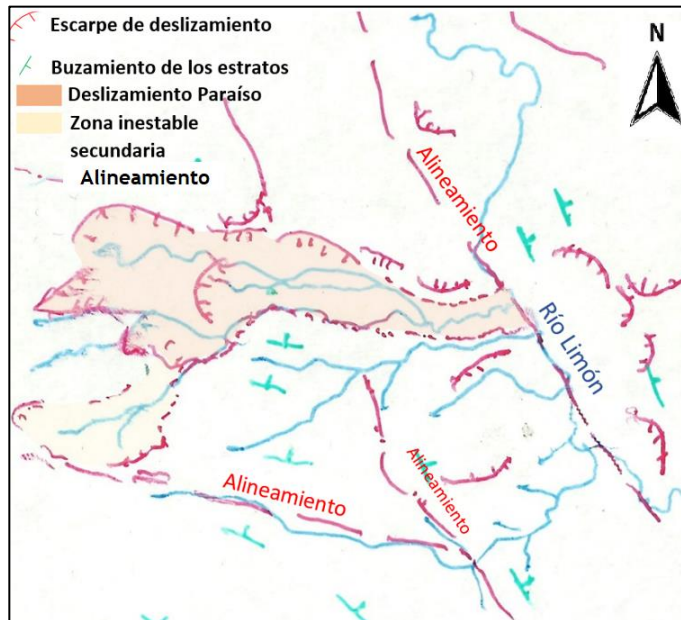 Escarpe de deslizamiento
Buzamiento de los estratos
Deslizamiento Paraíso
Zona inestable
secundaria
Alineamiento
N
Alineamiento
Río Limón
Alineamiento
Alineamiento